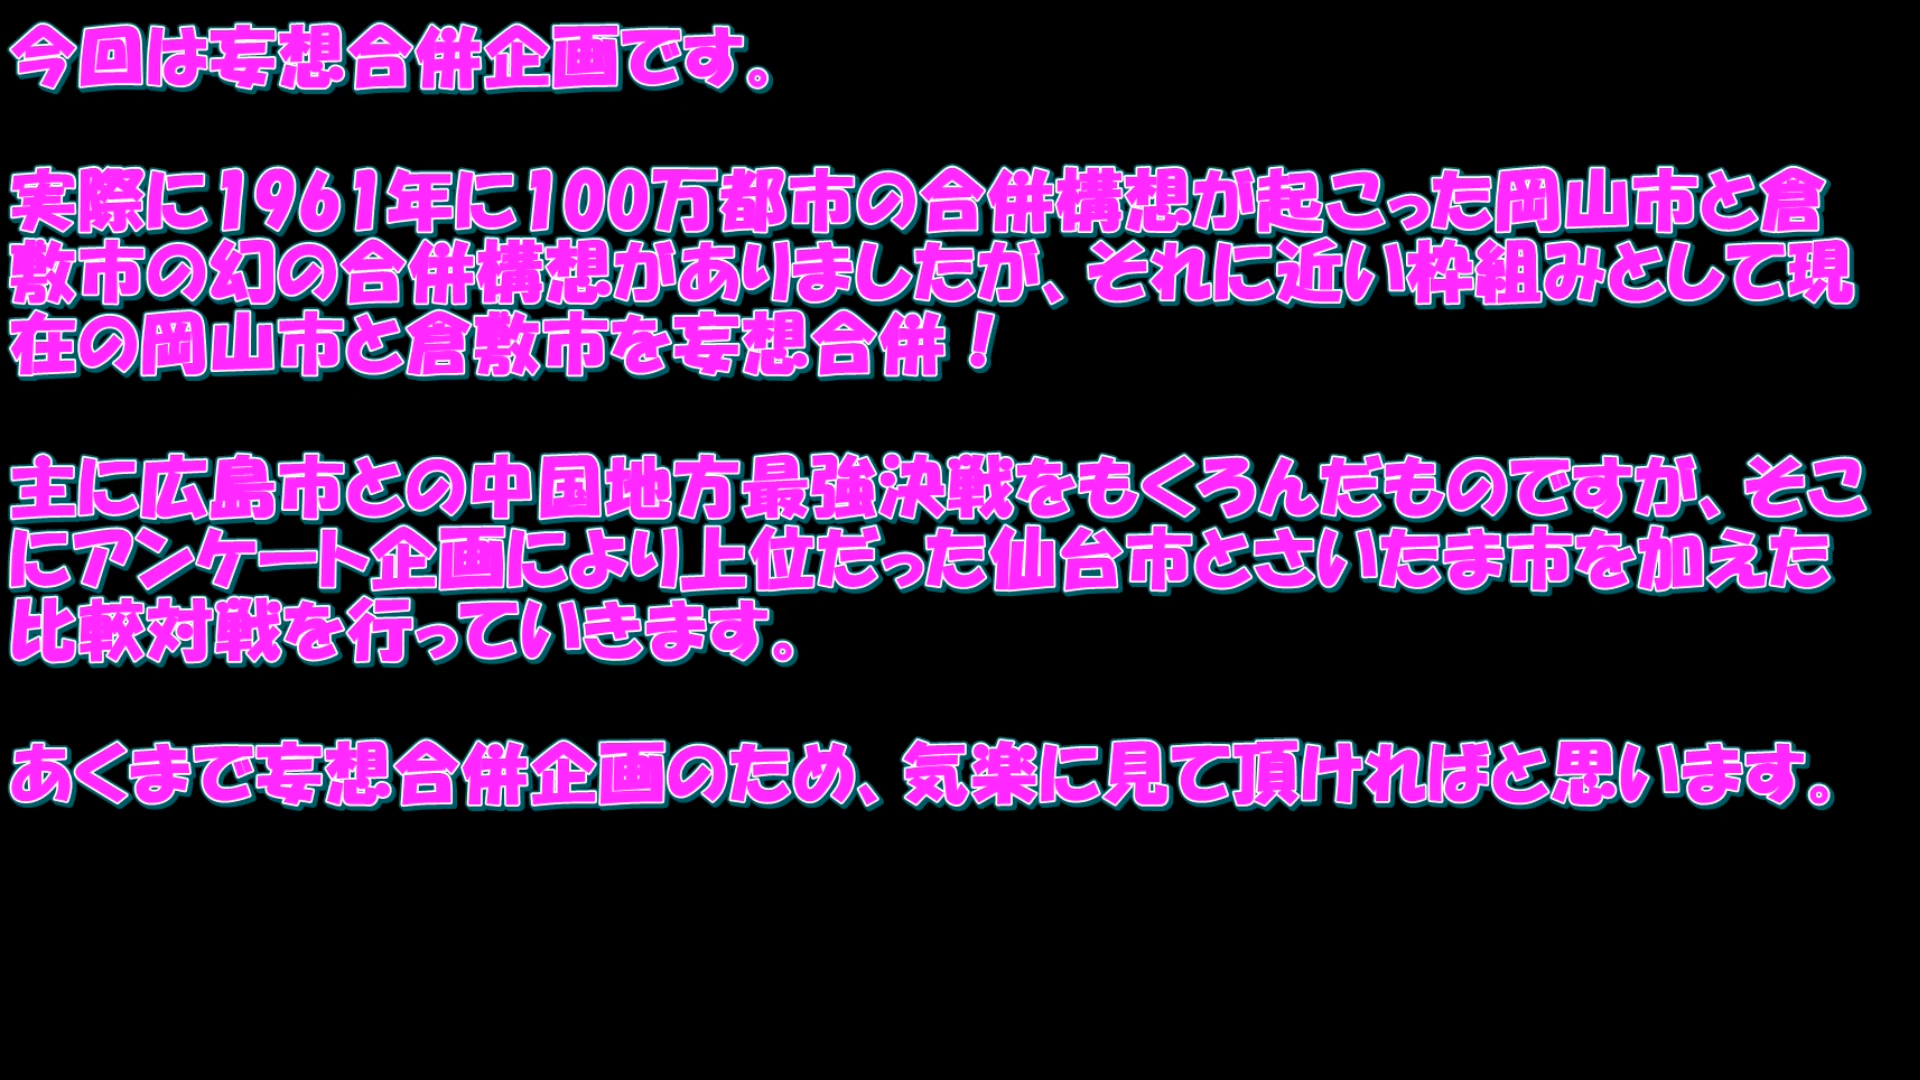 今回は妄想合併企画です。
実際に1961年に100万都市の合併構想が起こった岡山市と倉
敷市の幻の合併構想がありましたが、それに近い枠組みとして現
在の岡山市と倉敷市を妄想合併！
主に広島市との中国地方最強決戦をもくろんだものですが、そこ
にアンケート企画により上位だった仙台市とさいたま市を加えた
比較対戦を行っていきます。
あくまで妄想合併企画のため、気楽に見て頂ければと思います。